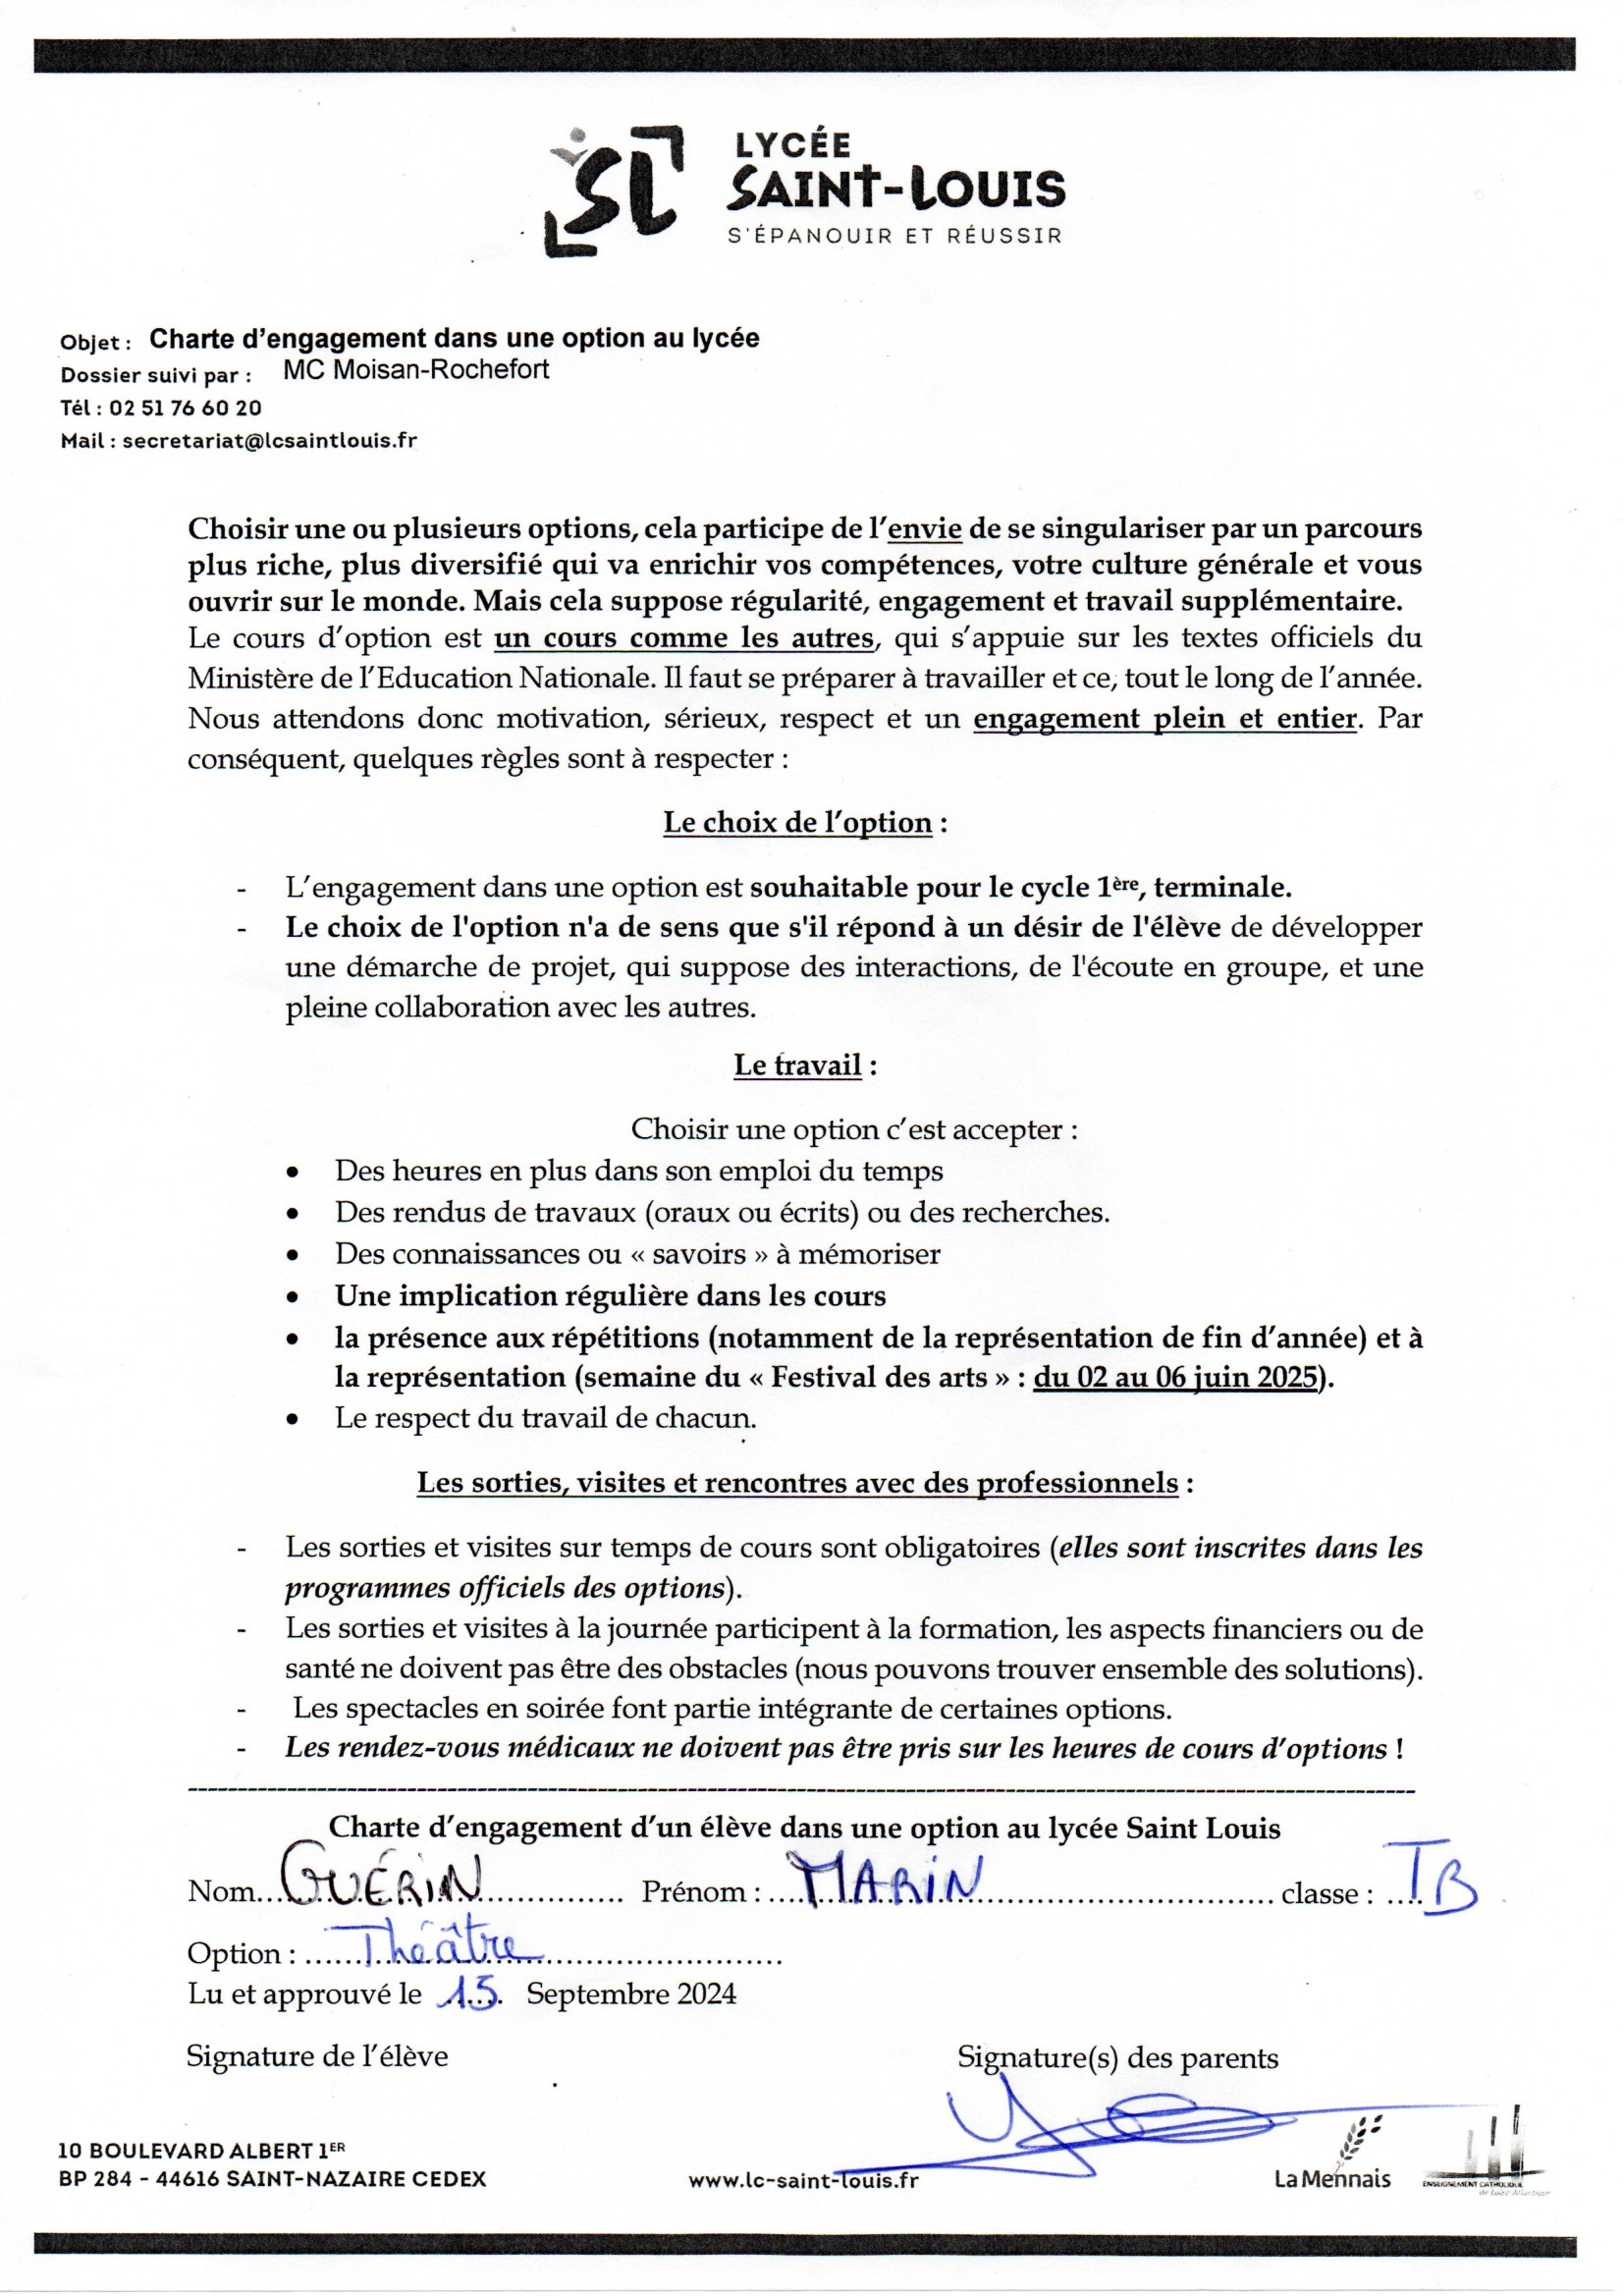 LYCÉE
SAINT-LOUIS
S'ÉPANOUIR ET RÉUSSIR
Objet : Charte d'engagement dans une option au lycée
Dossier suivi par : MC Moisan-Rochefort
Tél : 02 51 76 60 20
Mail : secretariat@lcsaintlouis.fr
Choisir une ou plusieurs options, cela participe de l'envie de se singulariser par un parcours
plus riche, plus diversifié qui va enrichir vos compétences, votre culture générale et vous
ouvrir sur le monde. Mais cela suppose régularité, engagement et travail supplémentaire.
Le cours d'option est un cours comme les autres, qui s'appuie sur les textes officiels du
Ministère de l'Education Nationale. Il faut se préparer à travailler et ce, tout le long de l'année.
Nous attendons donc motivation, sérieux, respect et un engagement plein et entier. Par
conséquent, quelques règles sont à respecter :
Le choix de l'option :
- L'engagement dans une option est souhaitable pour le cycle 1ère, terminale.
- Le choix de l'option n'a de sens que s'il répond à un désir de l'élève de développer
une démarche de projet, qui suppose des interactions, de l'écoute en groupe, et une
pleine collaboration avec les autres.
Le travail :
Choisir une option c'est accepter :
• Des heures en plus dans son emploi du temps
• Des rendus de travaux (oraux ou écrits) ou des recherches.
• Des connaissances ou « savoirs » à mémoriser
• Une implication régulière dans les cours
• la présence aux répétitions (notamment de la représentation de fin d'année) et à
la représentation (semaine du « Festival des arts » : du 02 au 06 juin 2025).
• Le respect du travail de chacun.
Les sorties, visites et rencontres avec des professionnels :
- Les sorties et visites sur temps de cours sont obligatoires (elles sont inscrites dans les
programmes officiels des options).
- Les sorties et visites à la journée participent à la formation, les aspects financiers ou de
santé ne doivent pas être des obstacles (nous pouvons trouver ensemble des solutions).
- Les spectacles en soirée font partie intégrante de certaines options.
- Les rendez-vous médicaux ne doivent pas être pris sur les heures de cours d'options !
Charte d'engagement d'un élève dans une option au lycée Saint Louis
Nom... GUÉRIN ............... Prénom : .... MARIN .............................. classe : .... TB
Option : ...... Théâtre ..............................
Lu et approuvé le 15 Septembre 2024
Signature de l'élève Signature(s) des parents
10 BOULEVARD ALBERT 1ER
BP 284 - 44616 SAINT-NAZAIRE CEDEX
www.lc-saint-louis.fr
La Mennais
ENSEIGNEMENT CATHOLIQUE
de Loire-Atlantique